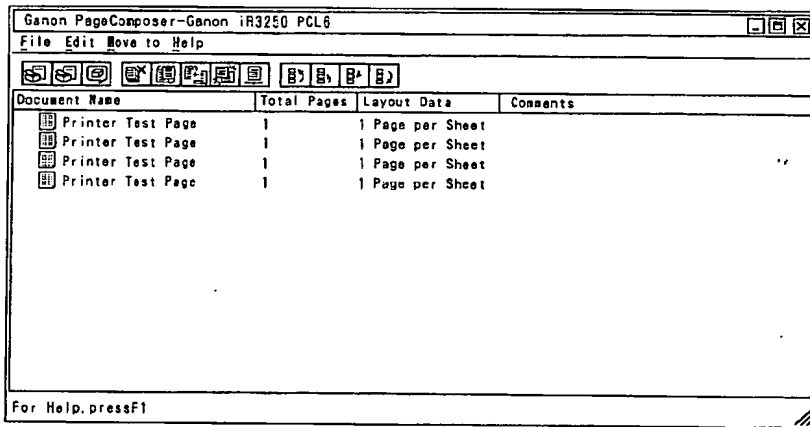 Ganon PageComposer-Ganon iR3250 PCL6
File Edit Move to Help
Document Name Total Pages Layout Data Comments
Printer Test Page 1 1 Page per Sheet
Printer Test Page 1 1 Page per Sheet
Printer Test Page 1 1 Page per Sheet
Printer Test Page 1 1 Page per Sheet
For Help,pressF1